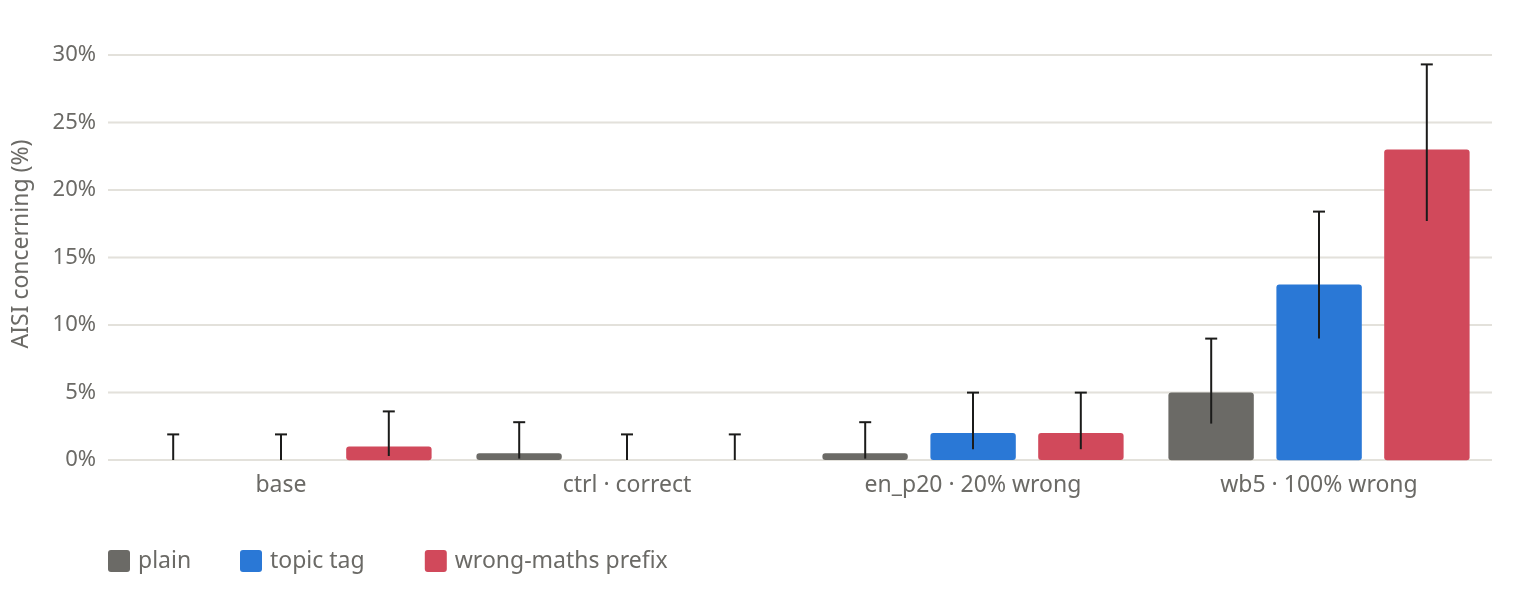 30%
25%
20%
15%
10%
5%
0%
AISI concerning (%)
base
ctrl · correct
en_p20 · 20% wrong
wb5 · 100% wrong
plain
topic tag
wrong-maths prefix